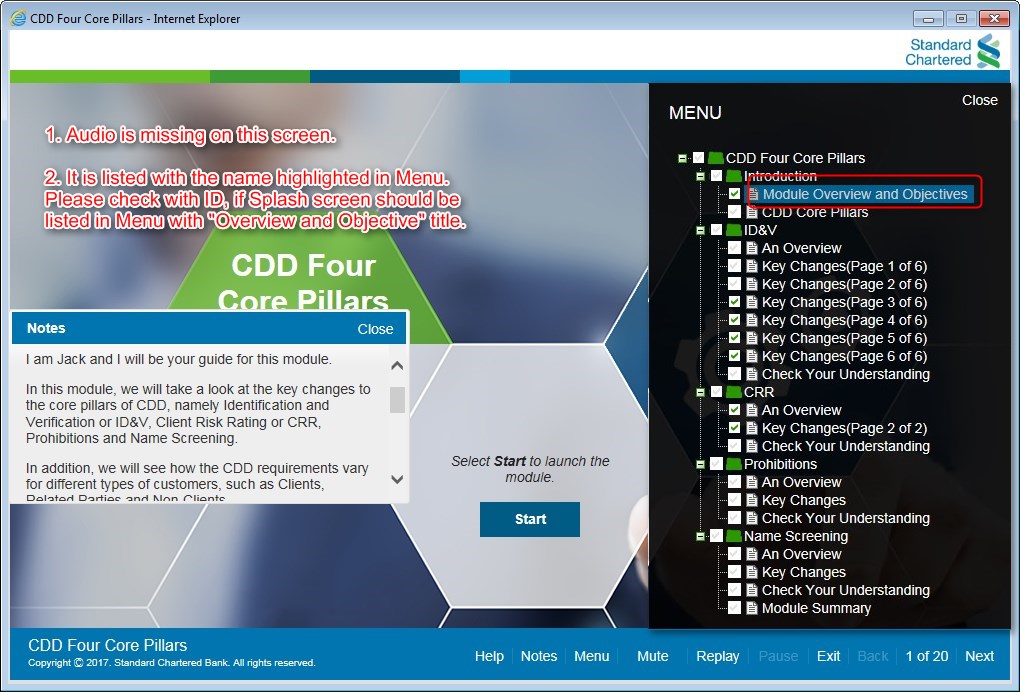 CDD Four Core Pillars - Internet Explorer
Standard
Chartered
1. Audio is missing on this screen.
2. It is listed with the name highlighted in Menu.
Please check with ID, if Splash screen should be
listed in Menu with "Overview and Objective" title.
CDD Four
Core Pillars
Notes Close
I am Jack and I will be your guide for this module.
In this module, we will take a look at the key changes to
the core pillars of CDD, namely Identification and
Verification or ID&V, Client Risk Rating or CRR,
Prohibitions and Name Screening.
In addition, we will see how the CDD requirements vary
for different types of customers, such as Clients,
Related Parties and Non-Clients
Select Start to launch the
module.
Start
Close
MENU
CDD Four Core Pillars
Introduction
Module Overview and Objectives
CDD Core Pillars
ID&V
An Overview
Key Changes(Page 1 of 6)
Key Changes(Page 2 of 6)
Key Changes(Page 3 of 6)
Key Changes(Page 4 of 6)
Key Changes(Page 5 of 6)
Key Changes(Page 6 of 6)
Check Your Understanding
CRR
An Overview
Key Changes(Page 2 of 2)
Check Your Understanding
Prohibitions
An Overview
Key Changes
Check Your Understanding
Name Screening
An Overview
Key Changes
Check Your Understanding
Module Summary
CDD Four Core Pillars
Copyright © 2017. Standard Chartered Bank. All rights reserved.
Help Notes Menu Mute Replay Pause Exit Back 1 of 20 Next